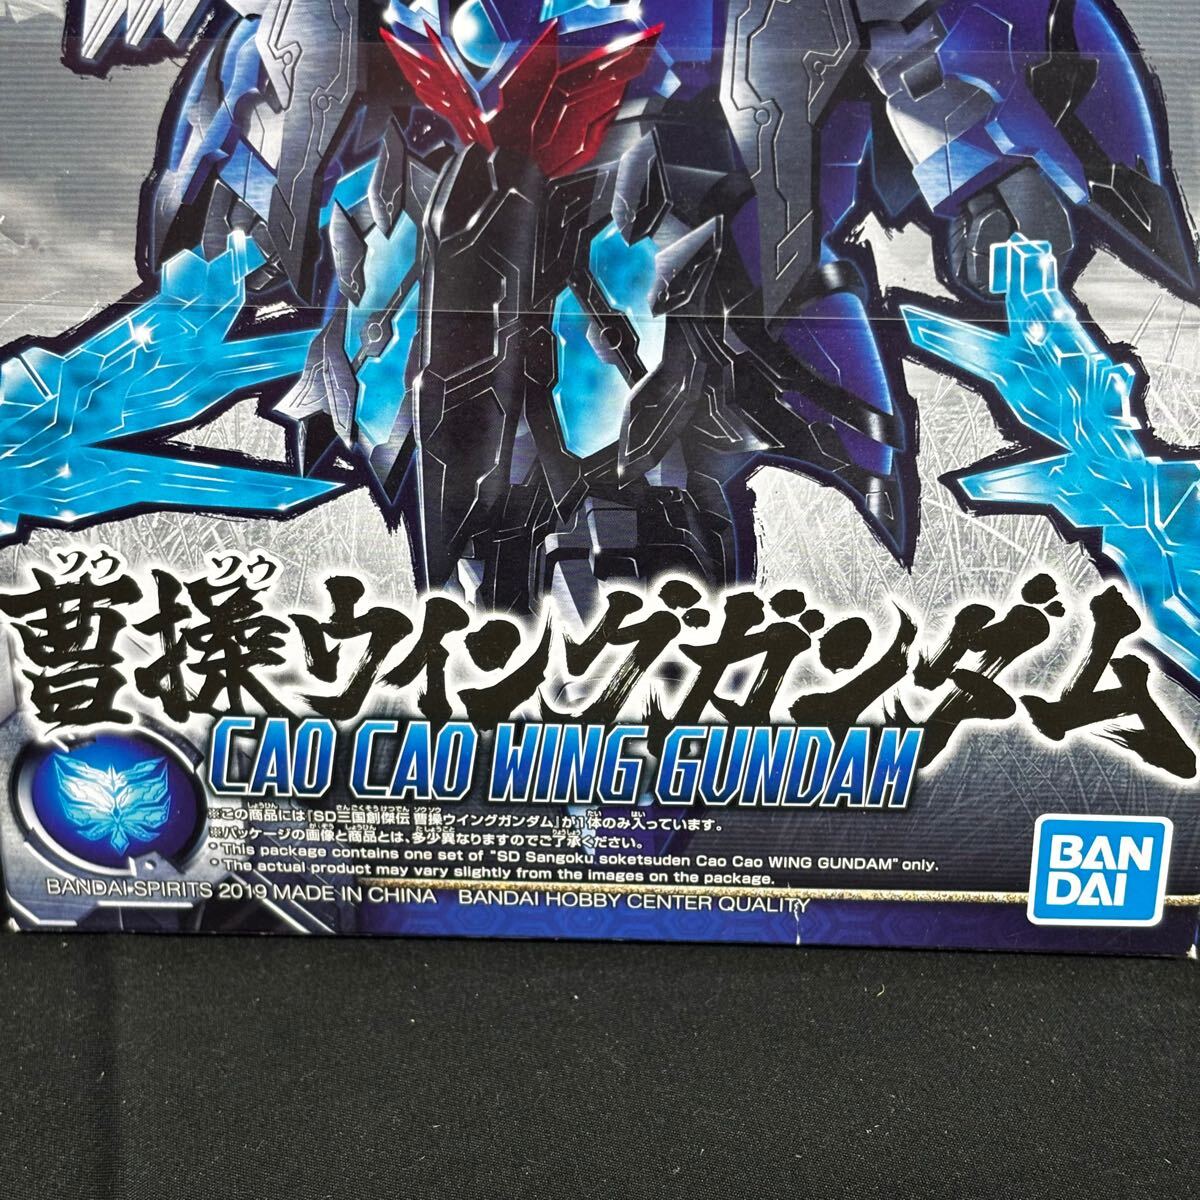 ソウ ソウ
曹操ウイングガンダム
CAO CAO WING GUNDAM
※この商品には「SD三国創傑伝 曹操ウイングガンダム」が1体のみ入っています。
※パッケージの画像と商品とは、多少異なりますのでご了承ください。
* This package contains one set of "SD Sangoku soketsuden Cao Cao WING GUNDAM" only.
* The actual product may vary slightly from the images on the package.
BANDAI SPIRITS 2019 MADE IN CHINA BANDAI HOBBY CENTER QUALITY
BAN
DAI